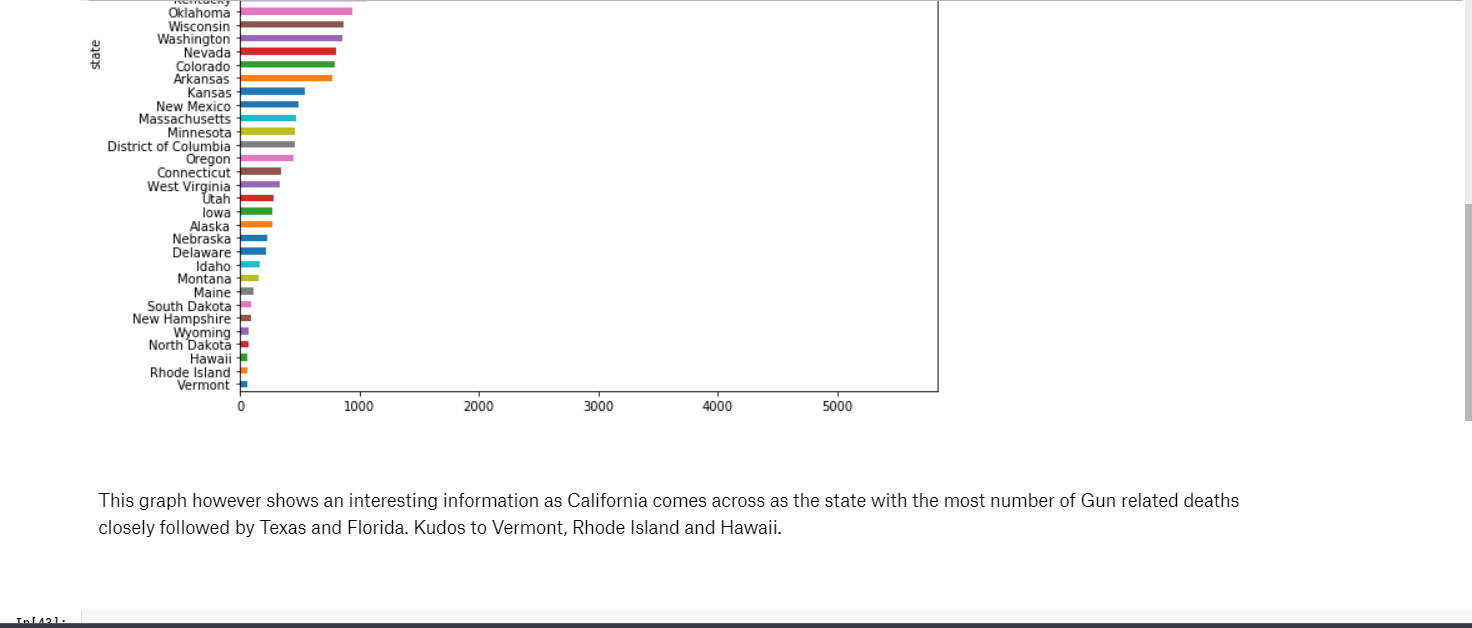 Kentucky
Oklahoma
Wisconsin
Washington
Nevada
Colorado
Arkansas
Kansas
New Mexico
Massachusetts
Minnesota
District of Columbia
Oregon
Connecticut
West Virginia
Utah
Iowa
Alaska
Nebraska
Delaware
Idaho
Montana
Maine
South Dakota
New Hampshire
Wyoming
North Dakota
Hawaii
Rhode Island
Vermont
state
0 1000 2000 3000 4000 5000
This graph however shows an interesting information as California comes across as the state with the most number of Gun related deaths
closely followed by Texas and Florida. Kudos to Vermont, Rhode Island and Hawaii.
In[43]: